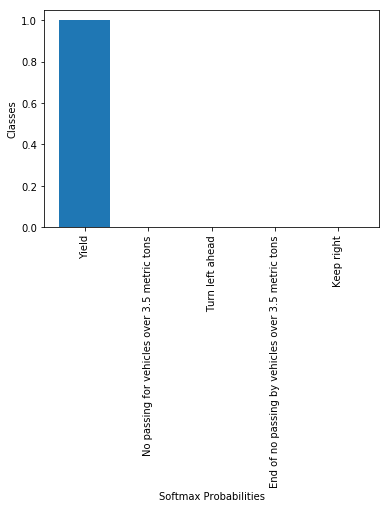 1.0
0.8
0.6
0.4
0.2
0.0
Classes
Yield
No passing for vehicles over 3.5 metric tons
Turn left ahead
End of no passing by vehicles over 3.5 metric tons
Keep right
Softmax Probabilities